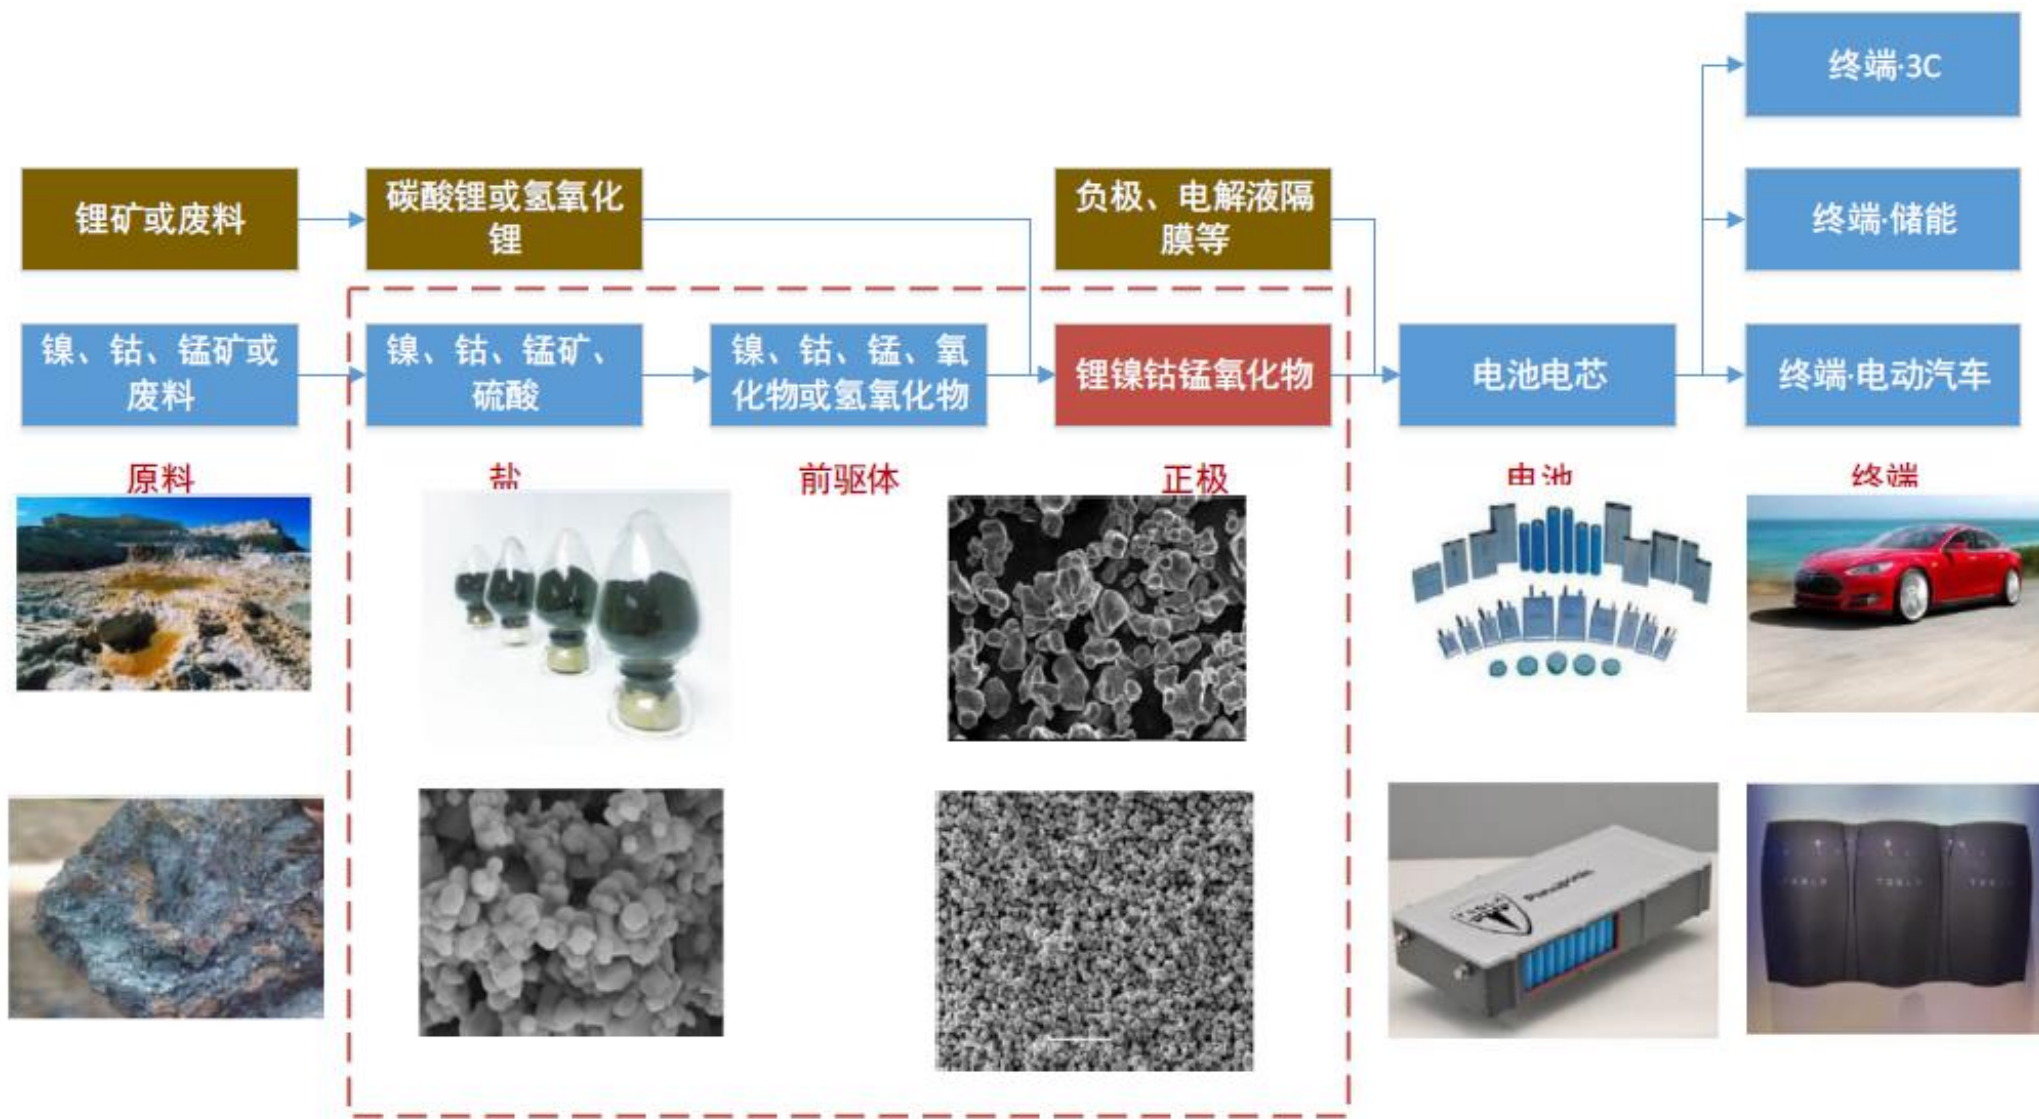 终端·3C
锂矿或废料
碳酸锂或氢氧化
锂
负极、电解液隔
膜等
终端·储能
镍、钴、锰矿或
废料
镍、钴、锰矿、
硫酸
镍、钴、锰、氧
化物或氢氧化物
锂镍钴锰氧化物
电池电芯
终端·电动汽车
原料
盐
前驱体
正极
电池
终端
Panasonic
TESLA